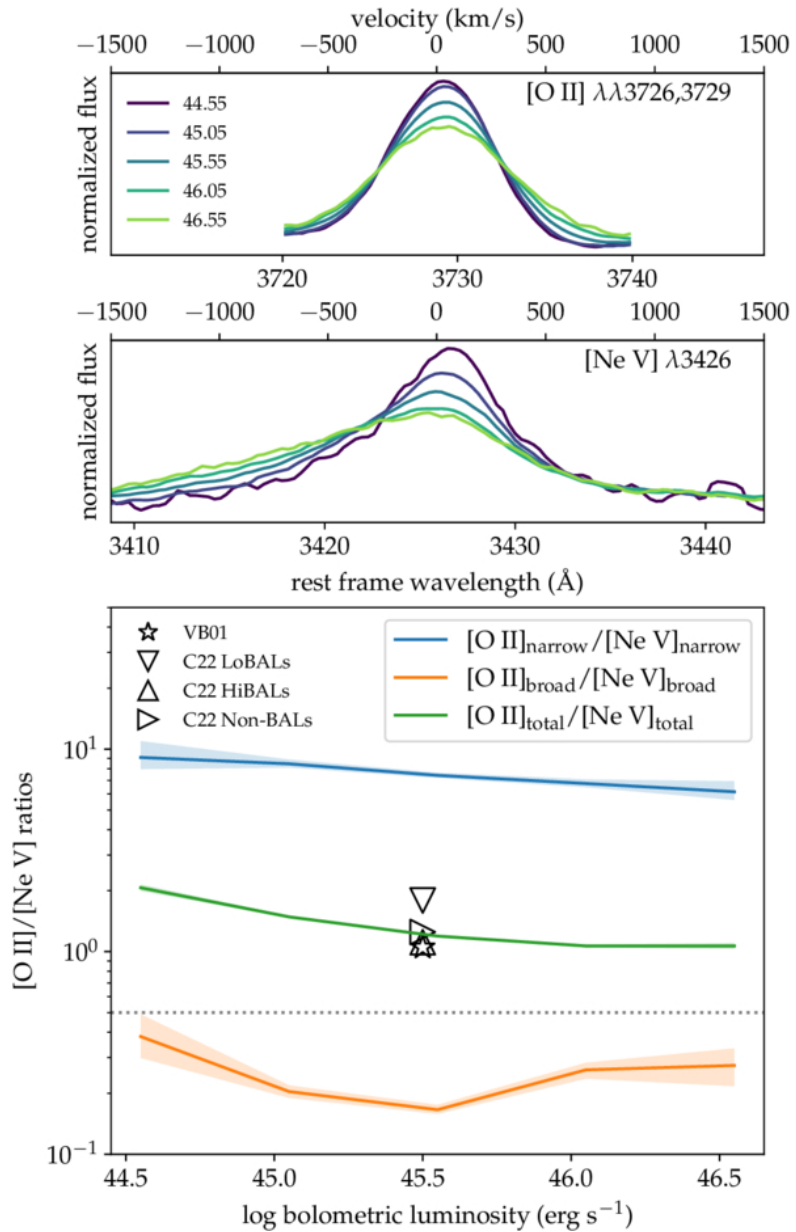 velocity (km/s)
−1500 −1000 −500 0 500 1000 1500
[O II] λλ3726,3729
44.55
45.05
45.55
46.05
46.55
normalized flux
3720 3730 3740
−1500 −1000 −500 0 500 1000 1500
[Ne V] λ3426
normalized flux
3410 3420 3430 3440
rest frame wavelength (Å)
VB01
C22 LoBALs
C22 HiBALs
C22 Non-BALs
[O II]narrow/[Ne V]narrow
[O II]broad/[Ne V]broad
[O II]total/[Ne V]total
[O II]/[Ne V] ratios
10¹
10⁰
10⁻¹
44.5 45.0 45.5 46.0 46.5
log bolometric luminosity (erg s⁻¹)